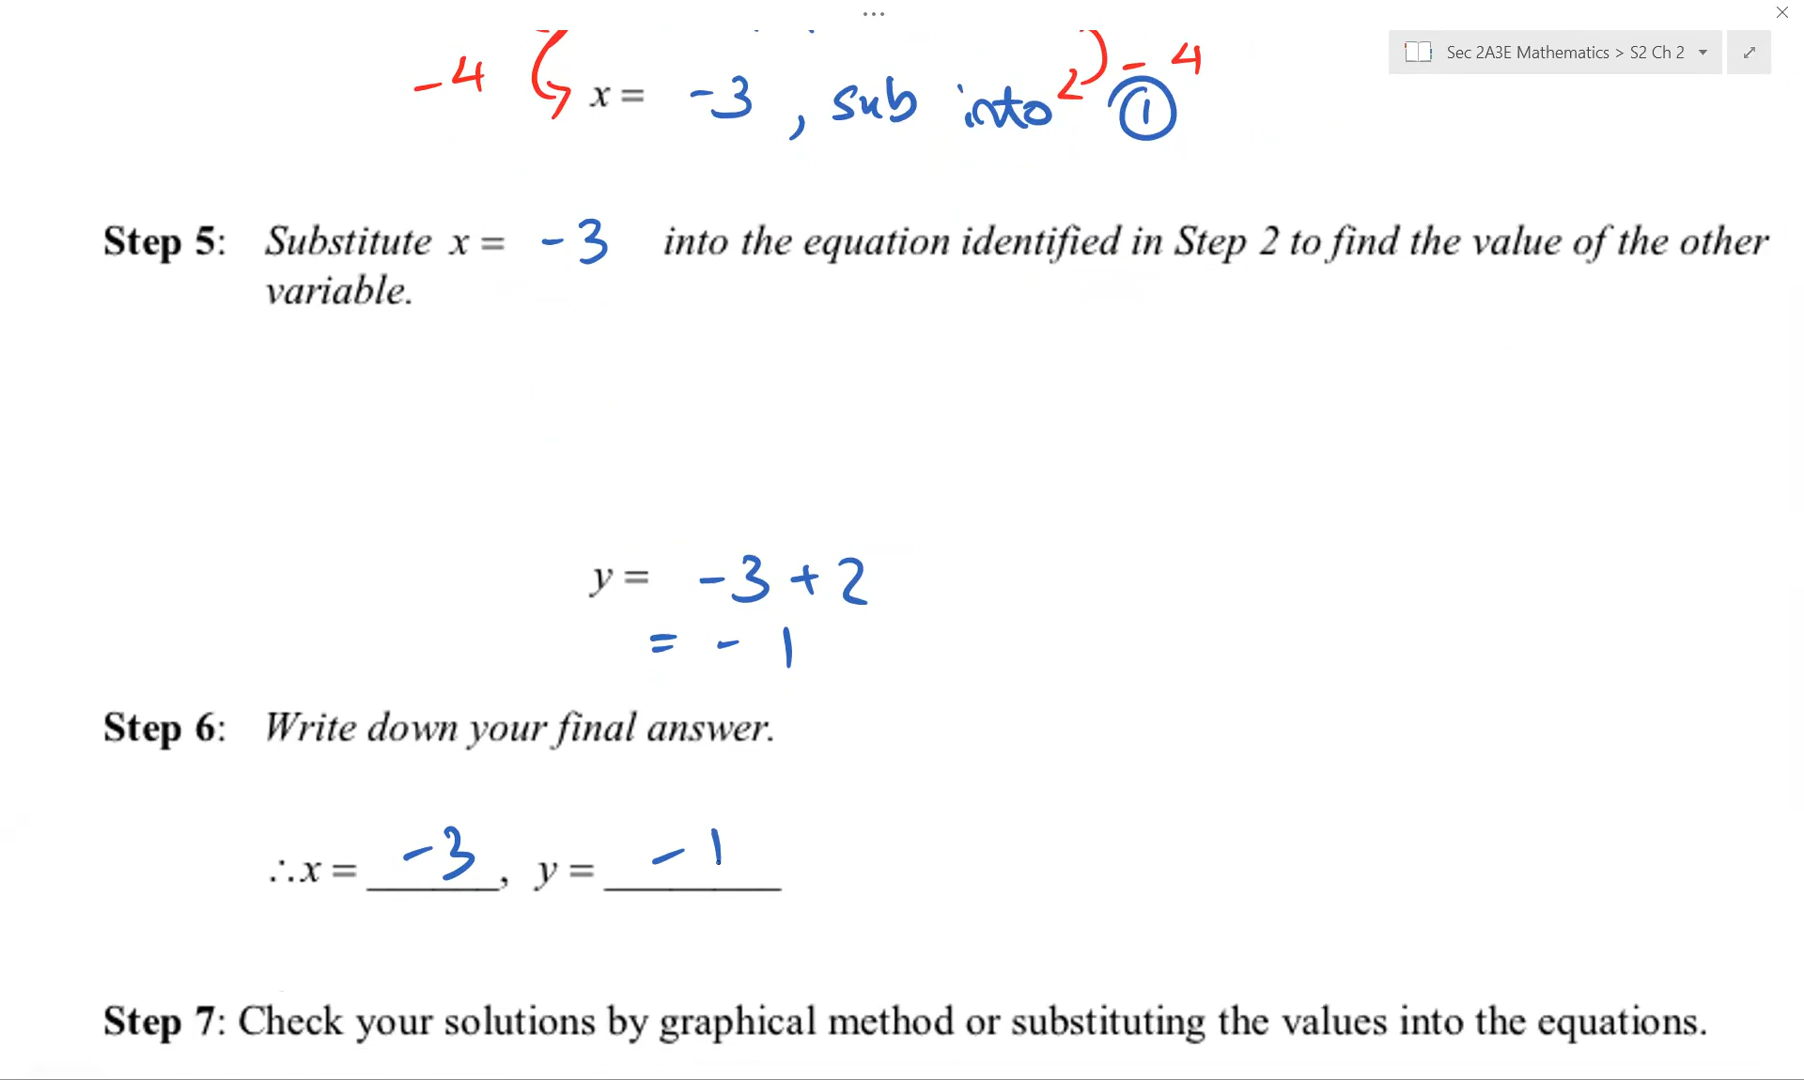 ...
Sec 2A3E Mathematics > S2 Ch 2
-4 2 - 4
x = -3 , sub into ①
Step 5: Substitute x = -3 into the equation identified in Step 2 to find the value of the other
variable.
y = -3 + 2
= - 1
Step 6: Write down your final answer.
∴ x = -3, y = -1
Step 7: Check your solutions by graphical method or substituting the values into the equations.